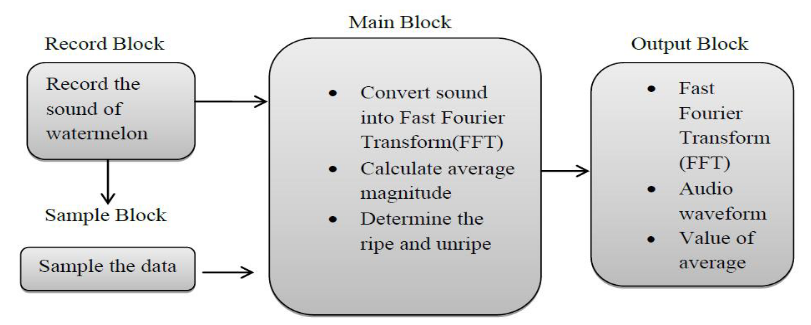 Record Block
Record the
sound of
watermelon
Sample Block
Sample the data
Main Block
• Convert sound
into Fast Fourier
Transform(FFT)
• Calculate average
magnitude
• Determine the
ripe and unripe
Output Block
• Fast
Fourier
Transform
(FFT)
• Audio
waveform
• Value of
average